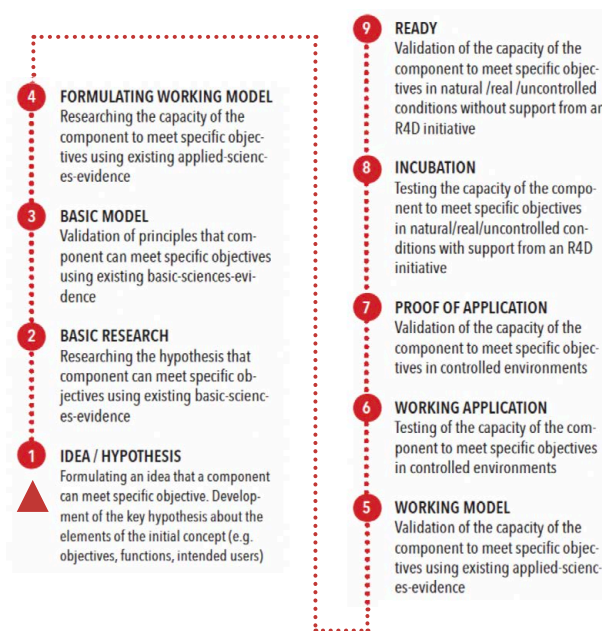 4
FORMULATING WORKING MODEL
Researching the capacity of the
component to meet specific objec-
tives using existing applied-scienc-
es-evidence
3
BASIC MODEL
Validation of principles that com-
ponent can meet specific objectives
using existing basic-sciences-evi-
dence
2
BASIC RESEARCH
Researching the hypothesis that
component can meet specific ob-
jectives using existing basic-scienc-
es-evidence
1
IDEA / HYPOTHESIS
Formulating an idea that a component
can meet specific objective. Develop-
ment of the key hypothesis about the
elements of the initial concept (e.g.
objectives, functions, intended users)
9
READY
Validation of the capacity of the
component to meet specific objec-
tives in natural /real /uncontrolled
conditions without support from an
R4D initiative
8
INCUBATION
Testing the capacity of the compo-
nent to meet specific objectives
in natural/real/uncontrolled con-
ditions with support from an R4D
initiative
7
PROOF OF APPLICATION
Validation of the capacity of the
component to meet specific objec-
tives in controlled environments
6
WORKING APPLICATION
Testing of the capacity of the com-
ponent to meet specific objectives
in controlled environments
5
WORKING MODEL
Validation of the capacity of the
component to meet specific objec-
tives using existing applied-scienc-
es-evidence